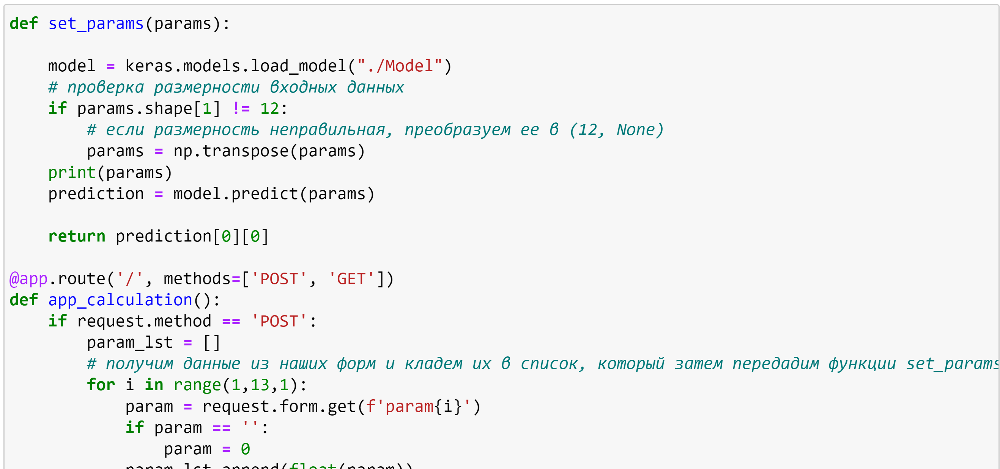 def set_params(params):
    model = keras.models.load_model("./Model")
    # проверка размерности входных данных
    if params.shape[1] != 12:
        # если размерность неправильная, преобразуем ее в (12, None)
        params = np.transpose(params)
    print(params)
    prediction = model.predict(params)
    return prediction[0][0]
@app.route('/', methods=['POST', 'GET'])
def app_calculation():
    if request.method == 'POST':
        param_lst = []
        # получим данные из наших форм и кладем их в список, который затем передадим функции set_params
        for i in range(1,13,1):
            param = request.form.get(f'param{i}')
            if param == '':
                param = 0
            param_lst.append(float(param))